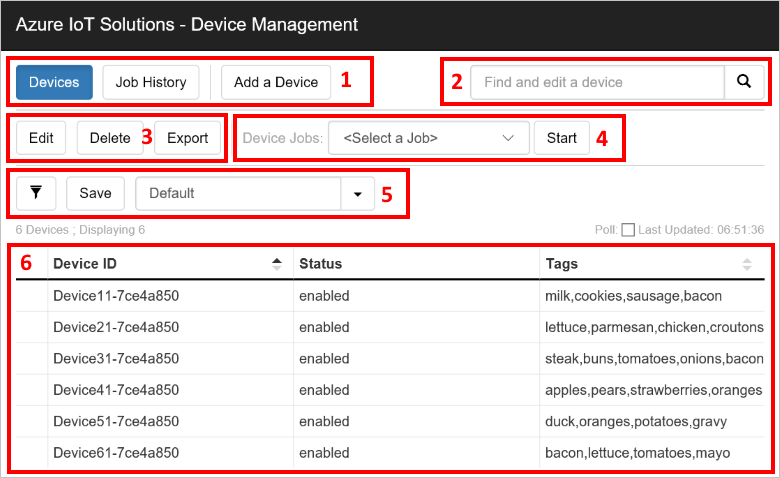 Azure IoT Solutions - Device Management
Devices Job History Add a Device 1 2 Find and edit a device
Edit Delete 3 Export Device Jobs: <Select a Job> Start 4
Save Default 5
6 Devices ; Displaying 6 Poll: Last Updated: 06:51:36
6 Device ID Status Tags
Device11-7ce4a850 enabled milk,cookies,sausage,bacon
Device21-7ce4a850 enabled lettuce,parmesan,chicken,croutons
Device31-7ce4a850 enabled steak,buns,tomatoes,onions,bacon
Device41-7ce4a850 enabled apples,pears,strawberries,oranges
Device51-7ce4a850 enabled duck,oranges,potatoes,gravy
Device61-7ce4a850 enabled bacon,lettuce,tomatoes,mayo